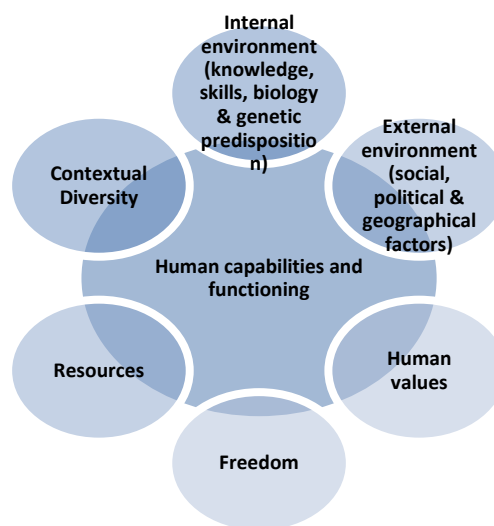 Internal
environment
(knowledge,
skills, biology
& genetic
predispositio
n)
External
environment
(social,
political &
geographical
factors)
Contextual
Diversity
Human capabilities and
functioning
Resources
Human
values
Freedom